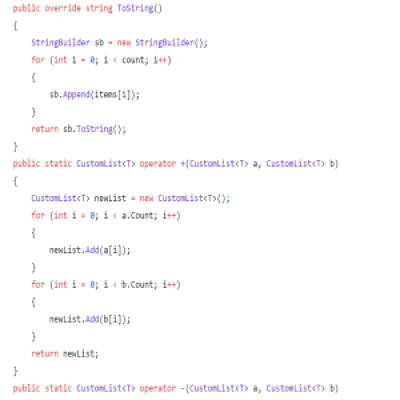 public override string ToString()
{
StringBuilder sb = new StringBuilder();
for (int i = 0; i < count; i++)
{
sb.Append(items[i]);
}
return sb.ToString();
}
public static CustomList<T> operator +(CustomList<T> a, CustomList<T> b)
{
CustomList<T> newList = new CustomList<T>();
for (int i = 0; i < a.Count; i++)
{
newList.Add(a[i]);
}
for (int i = 0; i < b.Count; i++)
{
newList.Add(b[i]);
}
return newList;
}
public static CustomList<T> operator -(CustomList<T> a, CustomList<T> b)